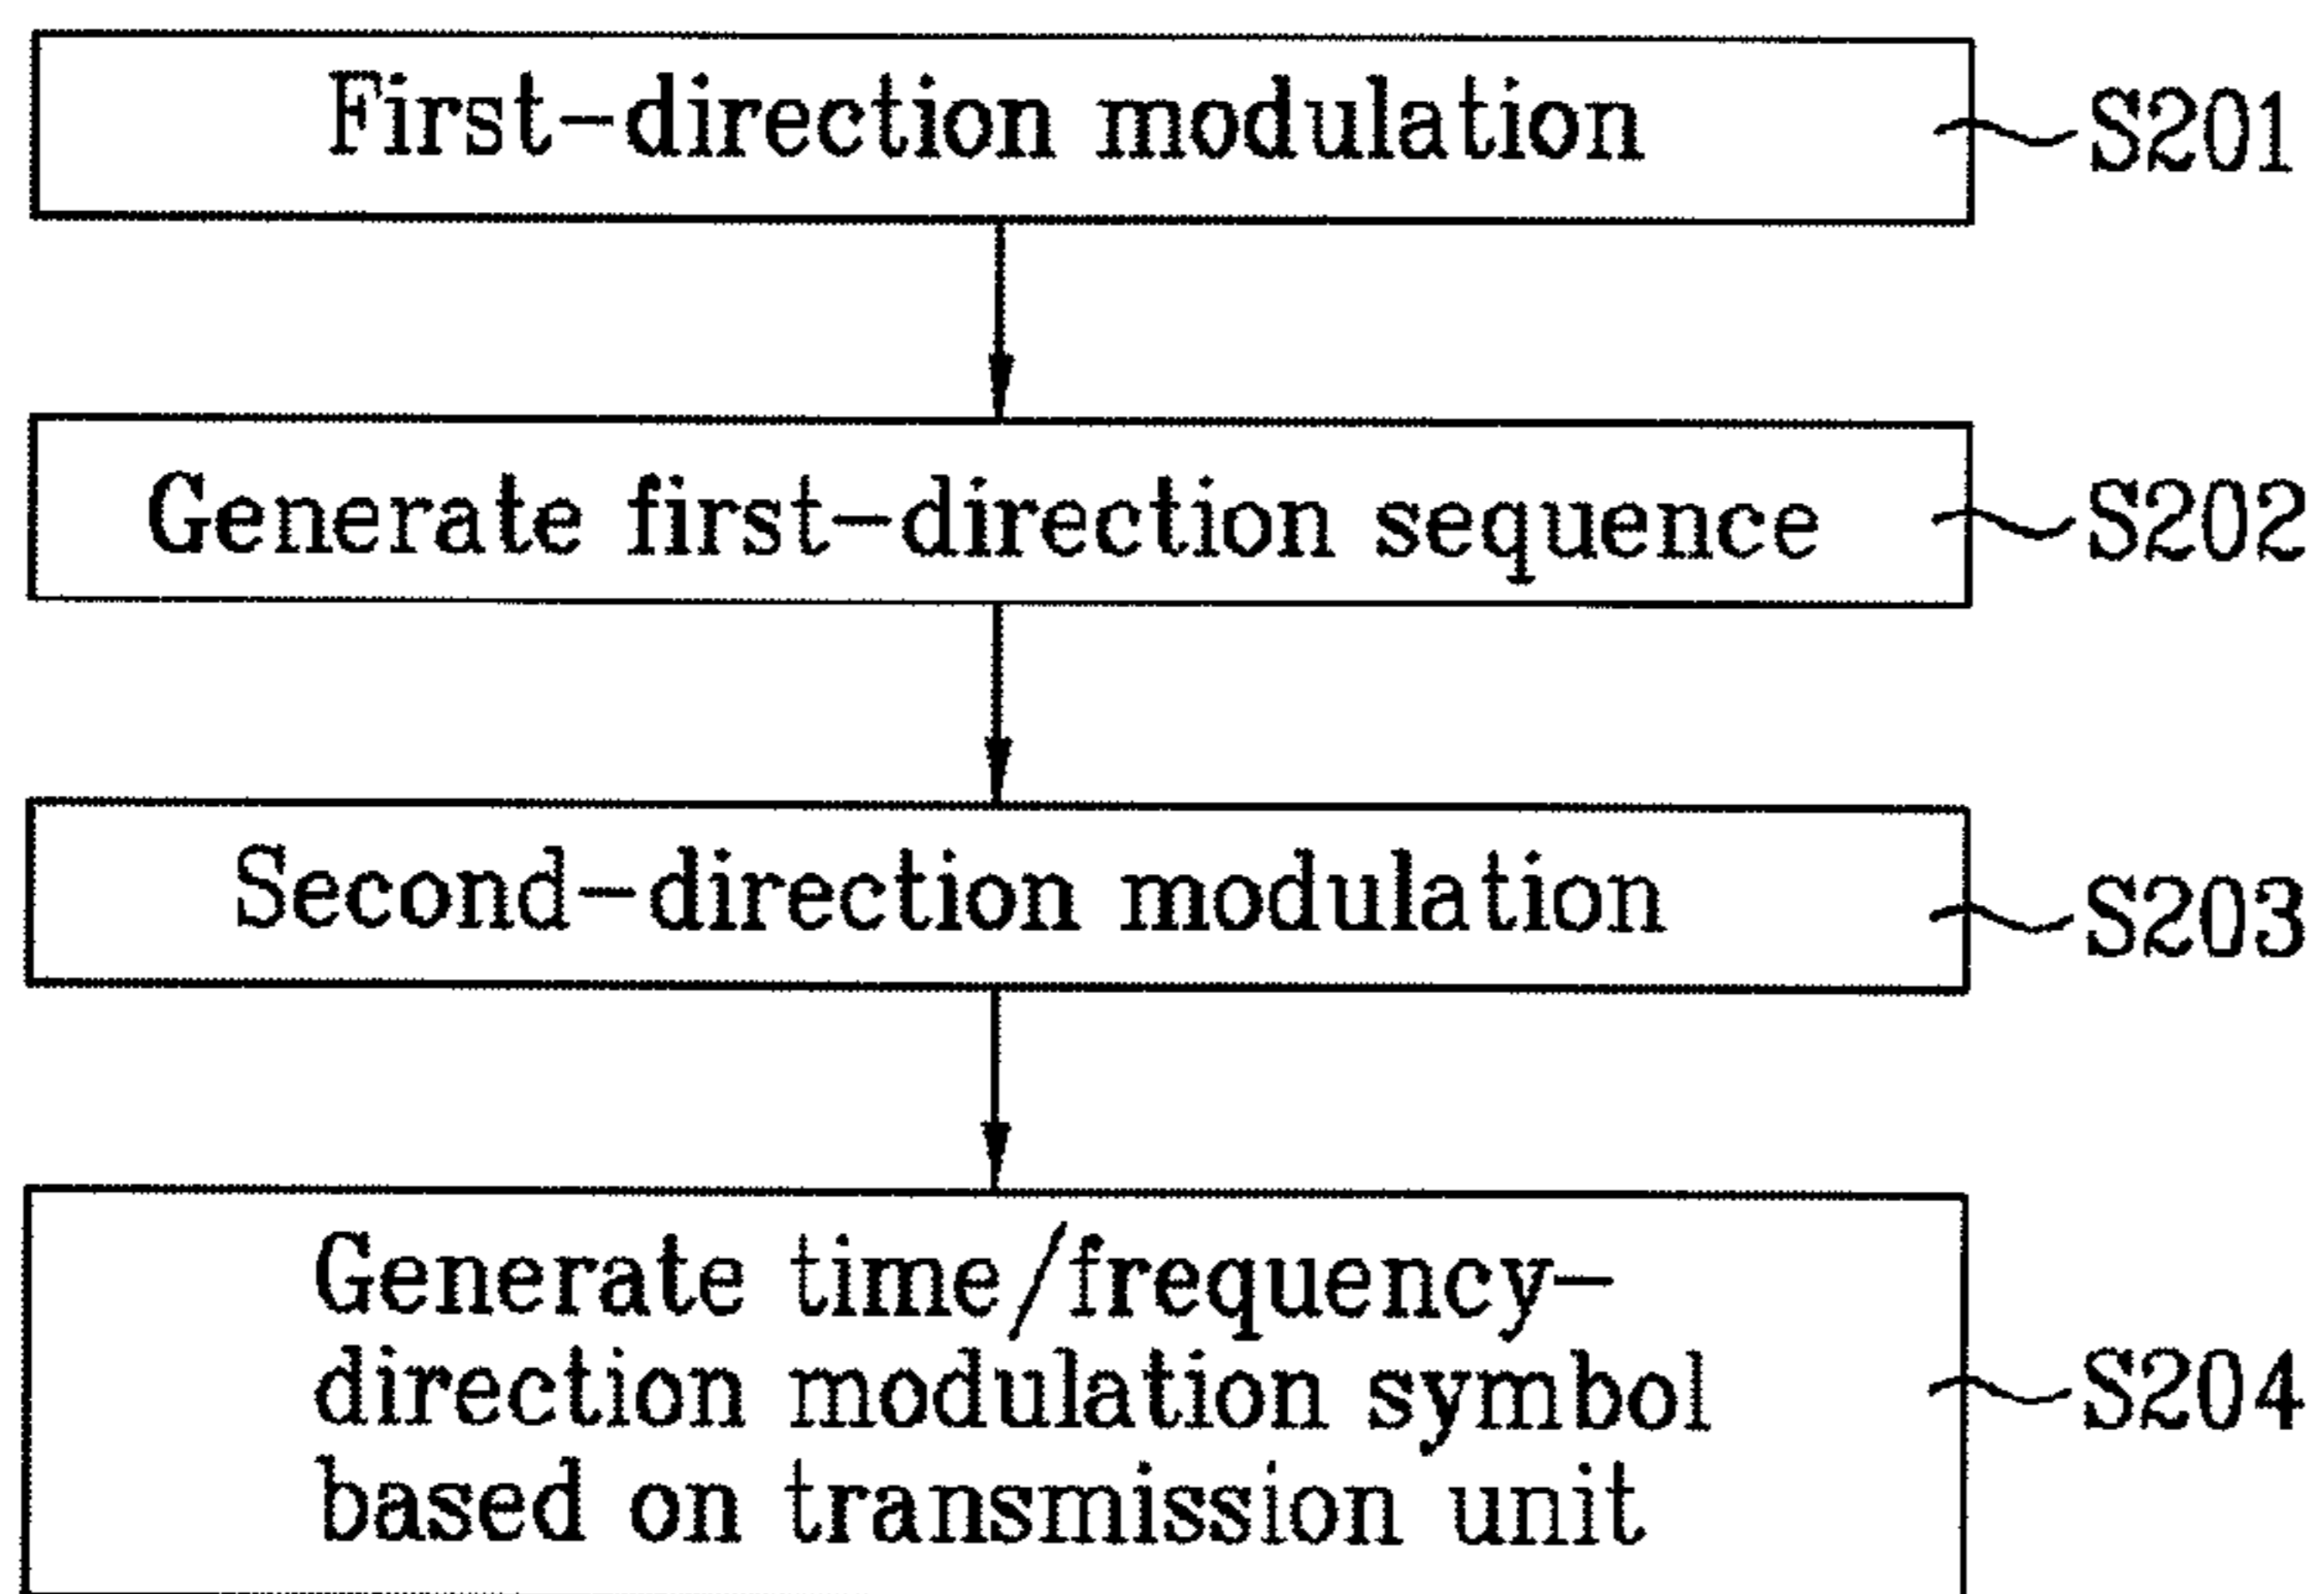 First-direction modulation S201
Generate first-direction sequence S202
Second-direction modulation S203
Generate time/frequency-
direction modulation symbol S204
based on transmission unit